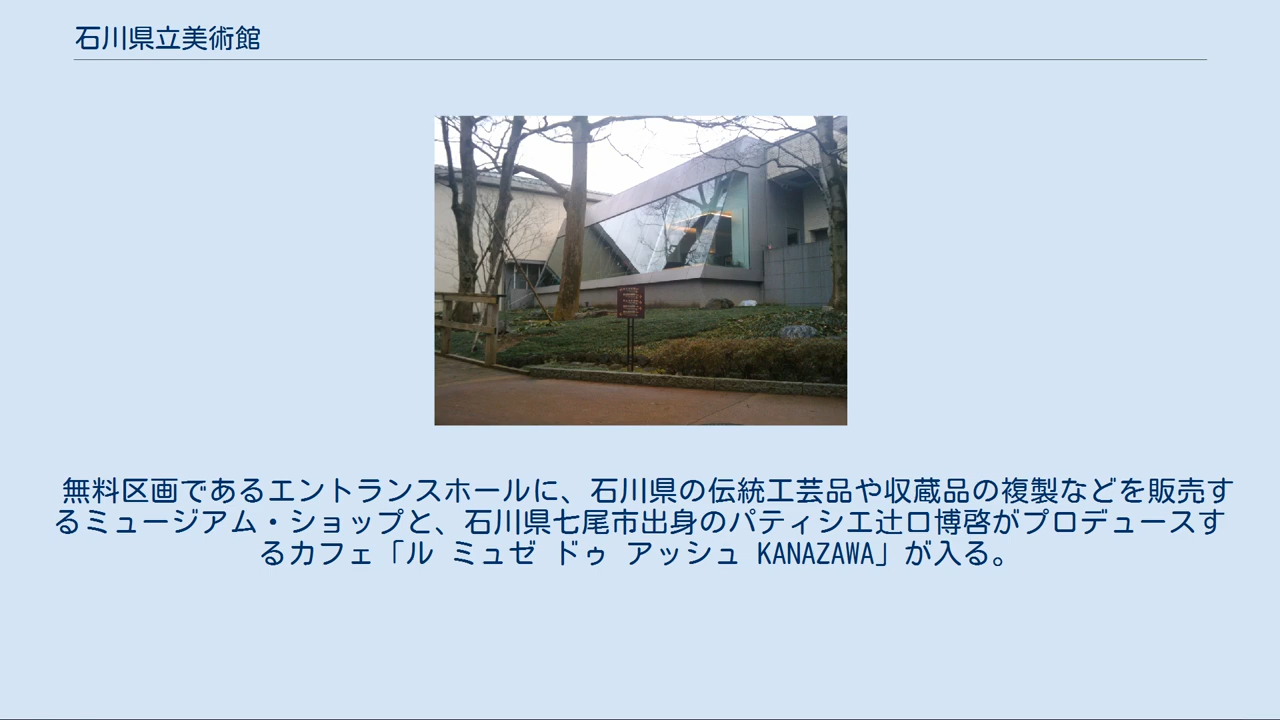 石川県立美術館
無料区画であるエントランスホールに、石川県の伝統工芸品や収蔵品の複製などを販売す
るミュージアム・ショップと、石川県七尾市出身のパティシエ辻口博啓がプロデュースす
るカフェ「ル ミュゼ ドゥ アッシュ KANAZAWA」が入る。